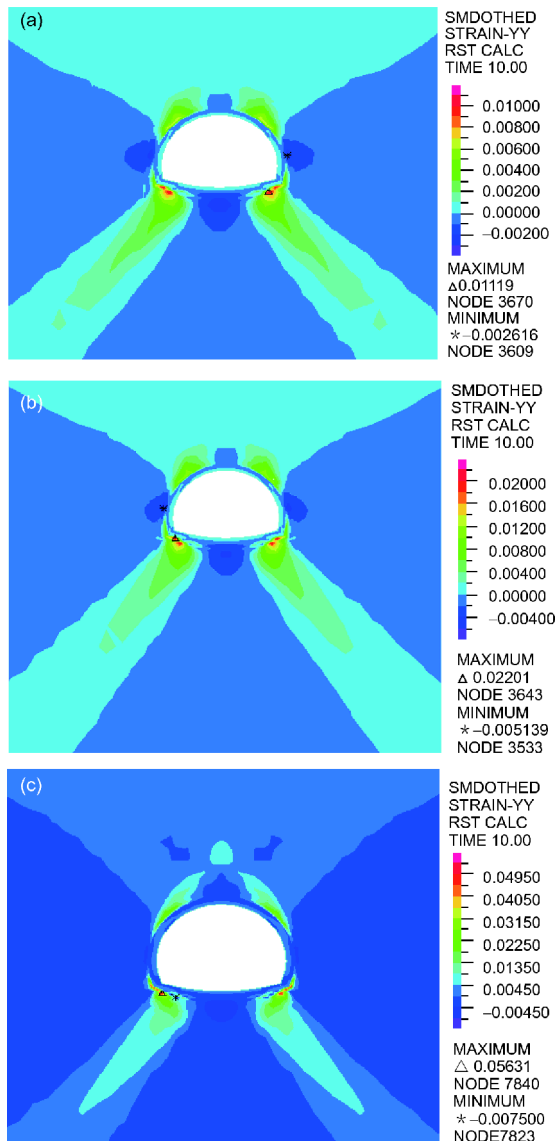 (a)
SMDOTHED
STRAIN-YY
RST CALC
TIME 10.00
0.01000
0.00800
0.00600
0.00400
0.00200
0.00000
−0.00200
MAXIMUM
Δ0.01119
NODE 3670
MINIMUM
*−0.002616
NODE 3609
(b)
SMDOTHED
STRAIN-YY
RST CALC
TIME 10.00
0.02000
0.01600
0.01200
0.00800
0.00400
0.00000
−0.00400
MAXIMUM
Δ 0.02201
NODE 3643
MINIMUM
*−0.005139
NODE 3533
(c)
SMDOTHED
STRAIN-YY
RST CALC
TIME 10.00
0.04950
0.04050
0.03150
0.02250
0.01350
0.00450
−0.00450
MAXIMUM
△ 0.05631
NODE 7840
MINIMUM
*−0.007500
NODE7823